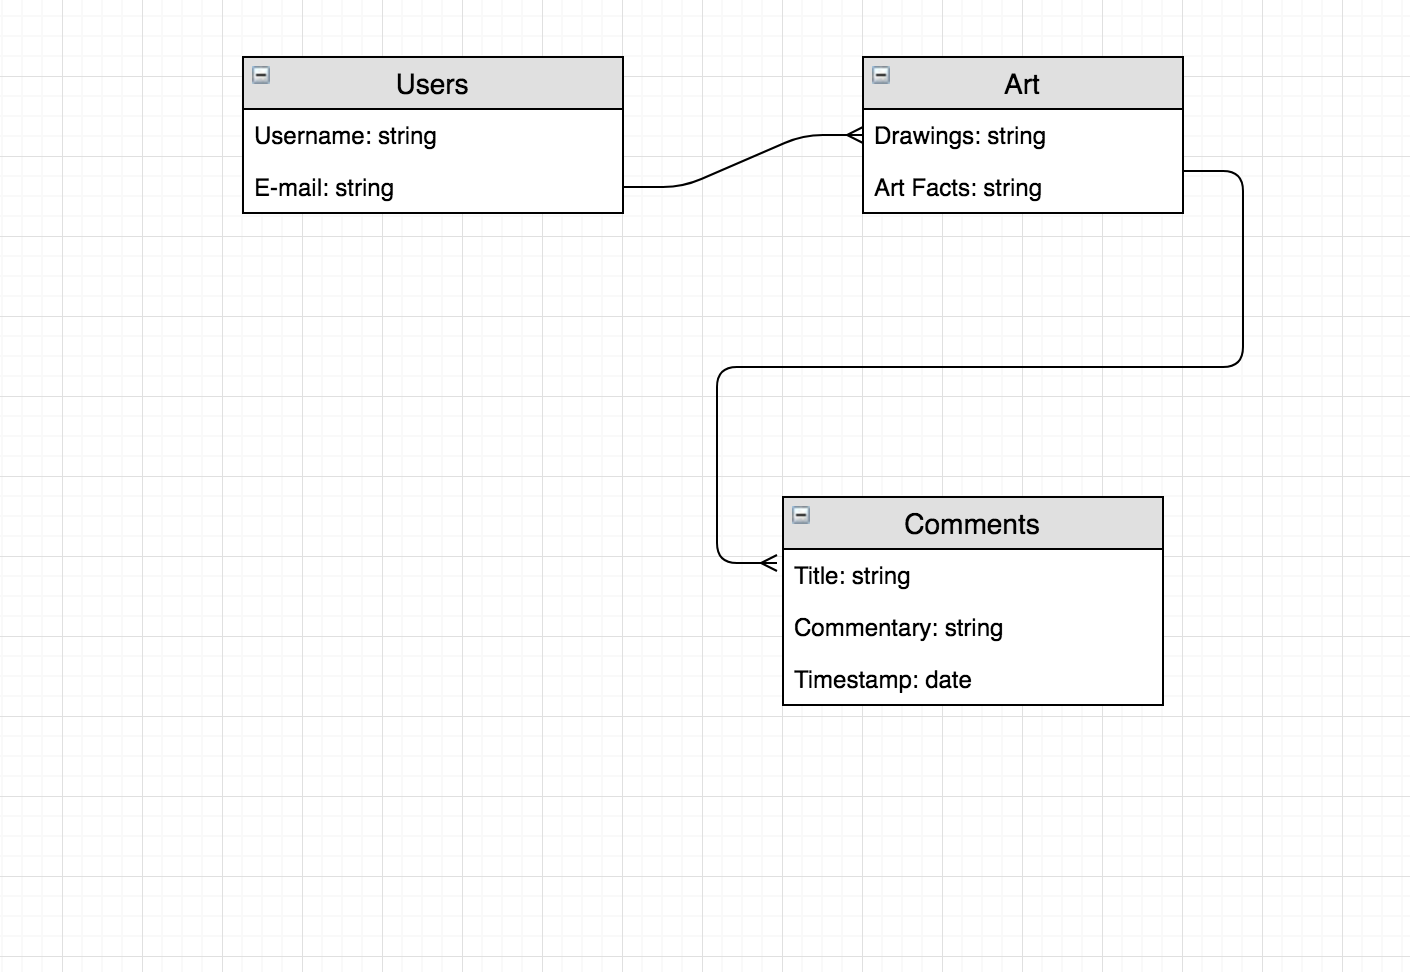 Users
Username: string
E-mail: string
Art
Drawings: string
Art Facts: string
Comments
Title: string
Commentary: string
Timestamp: date